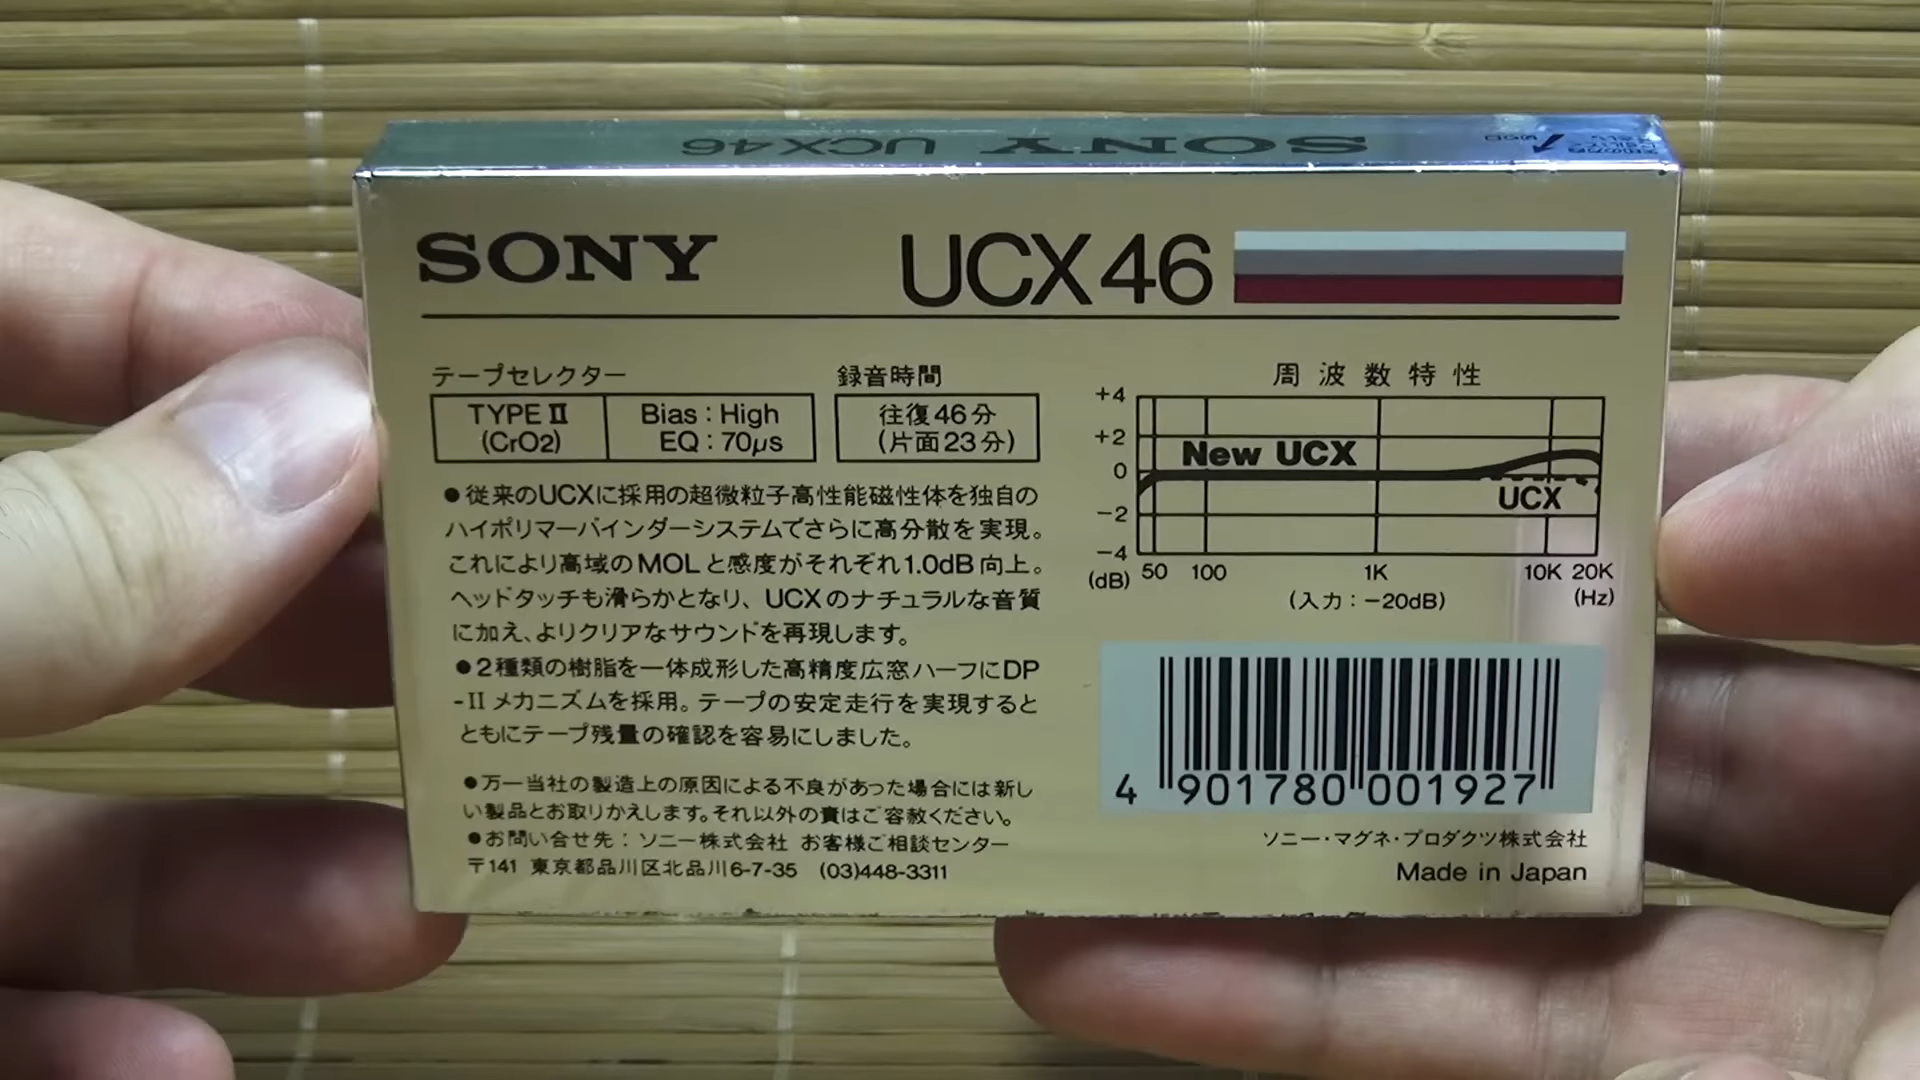 SONY UCX46
SONY UCX46
テープセレクター
TYPE II
(CrO2)
Bias : High
EQ : 70μs
録音時間
往復46分
(片面23分)
●従来のUCXに採用の超微粒子高性能磁性体を独自の
ハイポリマーバインダーシステムでさらに高分散を実現。
これにより高域のMOLと感度がそれぞれ1.0dB向上。
ヘッドタッチも滑らかとなり、UCXのナチュラルな音質
に加え、よりクリアなサウンドを再現します。
●2種類の樹脂を一体成形した高精度広窓ハーフにDP
-IIメカニズムを採用。テープの安定走行を実現すると
ともにテープ残量の確認を容易にしました。
●万一当社の製造上の原因による不良があった場合には新し
い製品とお取りかえします。それ以外の責はご容赦ください。
●お問い合せ先：ソニー株式会社 お客様ご相談センター
〒141 東京都品川区北品川6-7-35 (03)448-3311
周波数特性
+4
+2
0
-2
-4
(dB)
New UCX
UCX
50 100 1K 10K 20K
(入力：-20dB) (Hz)
4 901780 001927
ソニー・マグネ・プロダクツ株式会社
Made in Japan